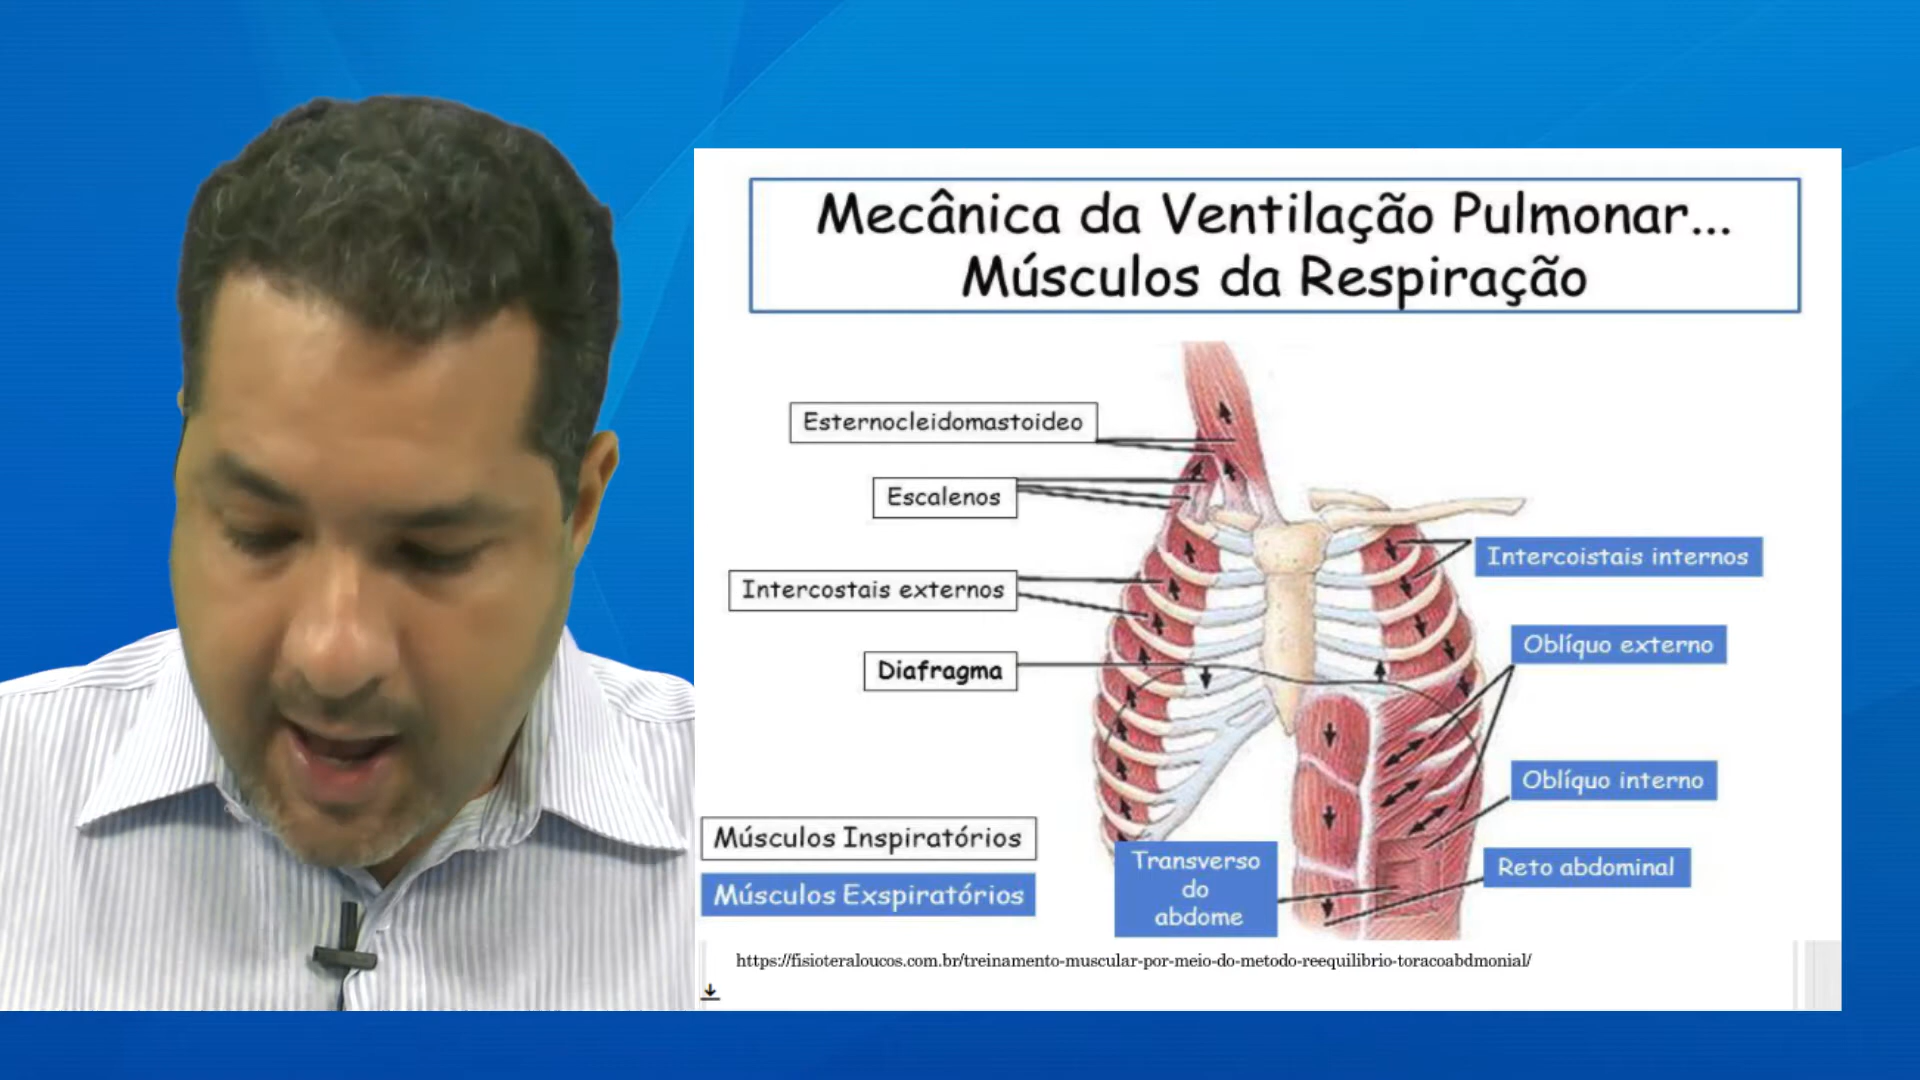 Mecânica da Ventilação Pulmonar...
Músculos da Respiração
Esternocleidomastoideo
Escalenos
Intercostais externos
Diafragma
Músculos Inspiratórios
Músculos Exspiratórios
Intercoistais internos
Oblíquo externo
Oblíquo interno
Reto abdominal
Transverso
do
abdome
https://fisioteraloucos.com.br/treinamento-muscular-por-meio-do-metodo-reequilibrio-toracoabdmonial/